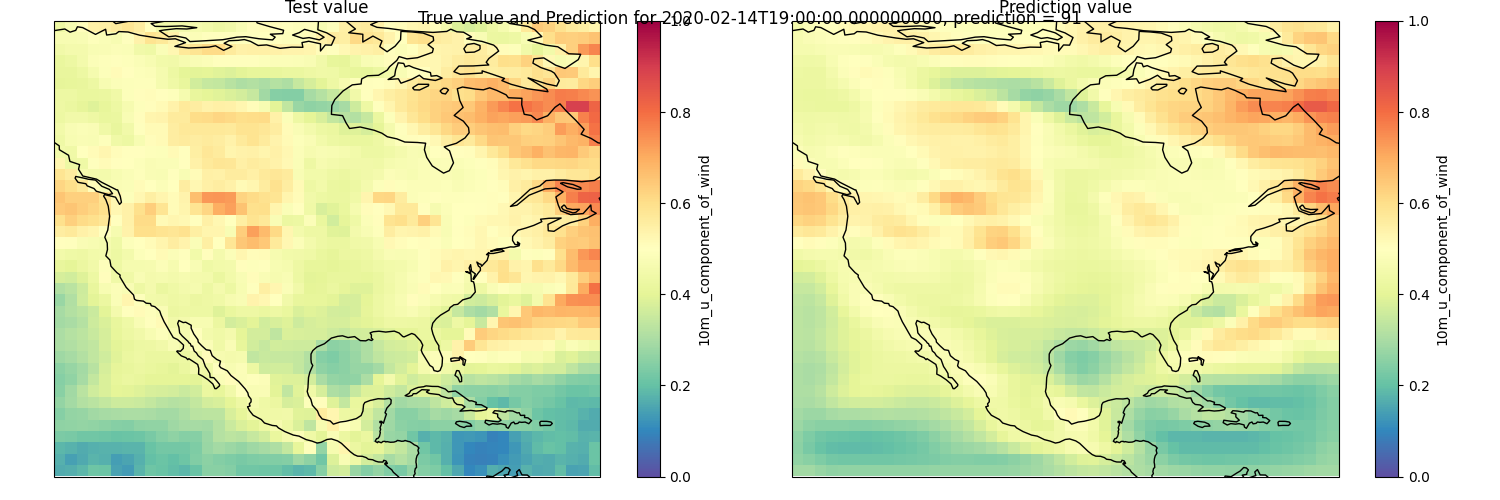 Test value
Prediction value
True value and Prediction for 2020-02-14T19:00:00.000000000, prediction = 91
1.0
0.8
0.6
0.4
0.2
0.0
10m_u_component_of_wind
1.0
0.8
0.6
0.4
0.2
0.0
10m_u_component_of_wind